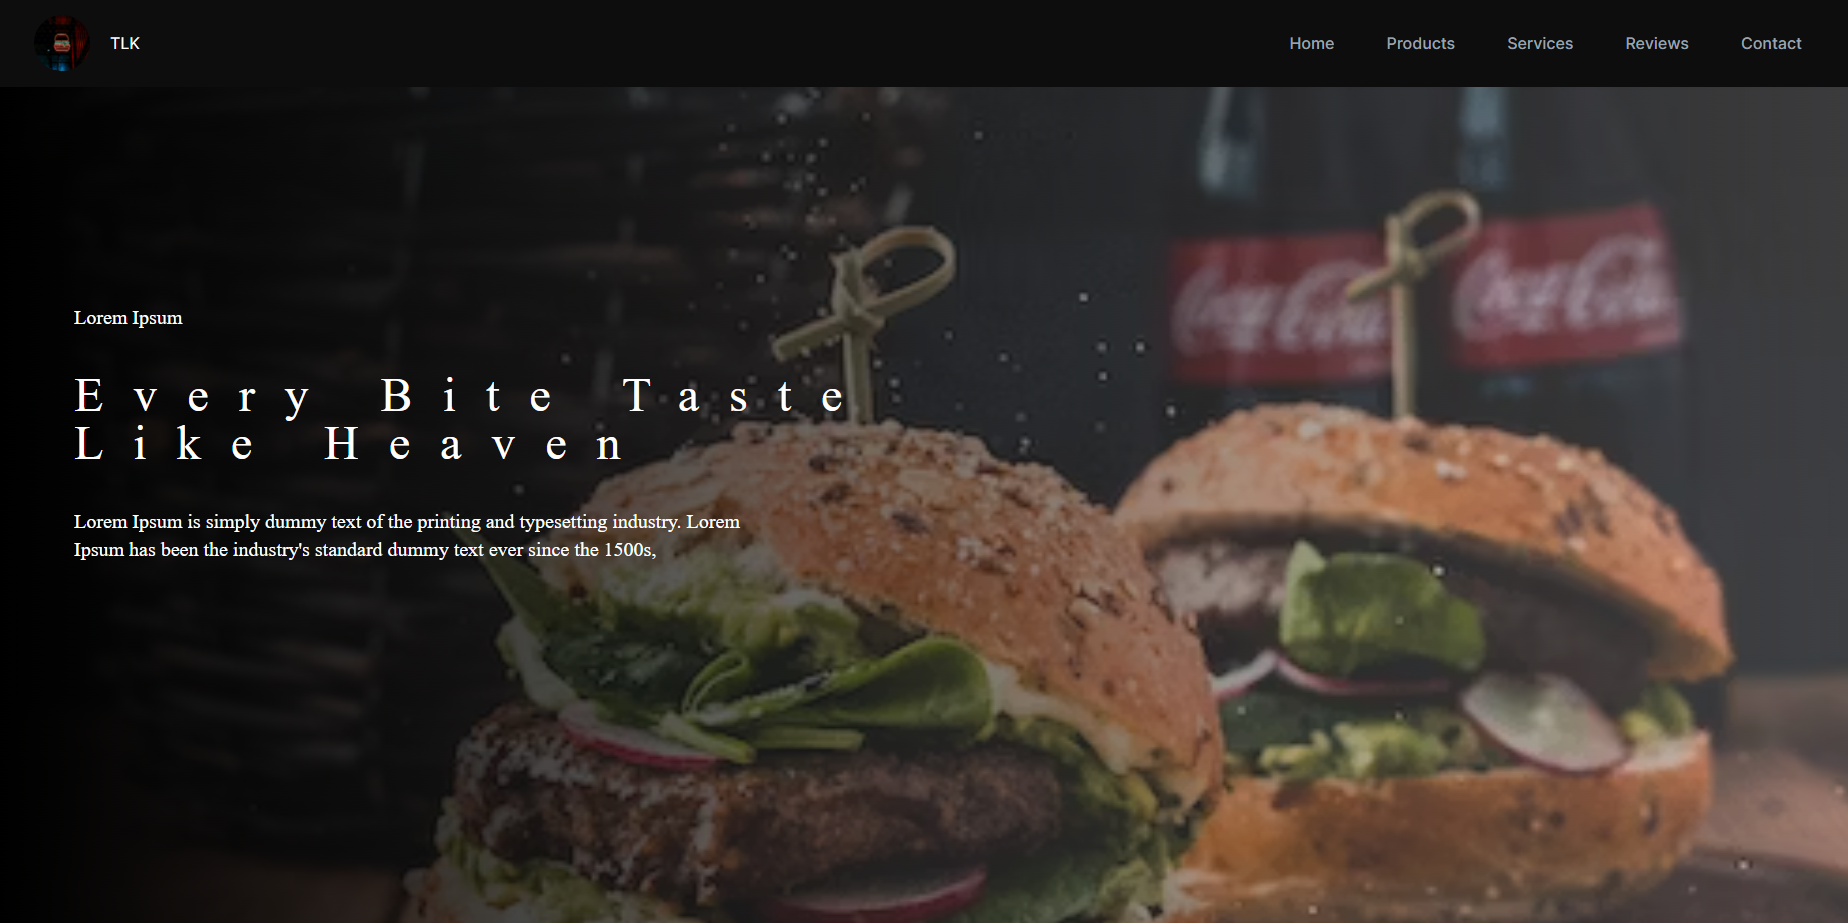 TLK
Home Products Services Reviews Contact
Coca-Cola
Coca-Cola
Lorem Ipsum
Every Bite Taste
Like Heaven
Lorem Ipsum is simply dummy text of the printing and typesetting industry. Lorem
Ipsum has been the industry's standard dummy text ever since the 1500s,